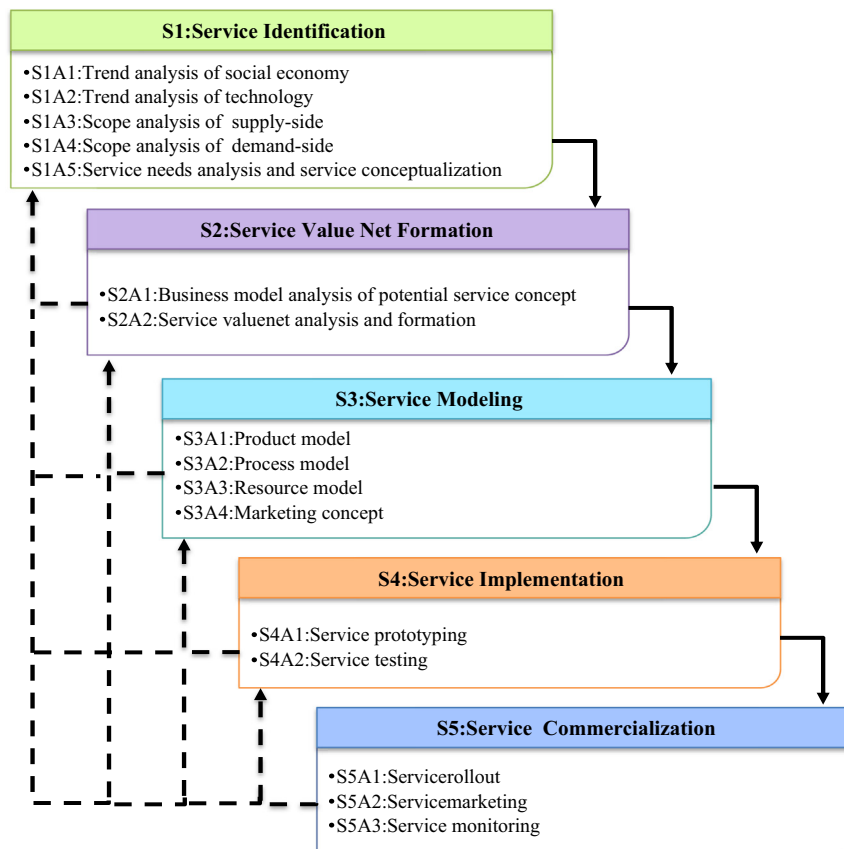 S1:Service Identification
•S1A1:Trend analysis of social economy
•S1A2:Trend analysis of technology
•S1A3:Scope analysis of supply-side
•S1A4:Scope analysis of demand-side
•S1A5:Service needs analysis and service conceptualization
S2:Service Value Net Formation
•S2A1:Business model analysis of potential service concept
•S2A2:Service valuenet analysis and formation
S3:Service Modeling
•S3A1:Product model
•S3A2:Process model
•S3A3:Resource model
•S3A4:Marketing concept
S4:Service Implementation
•S4A1:Service prototyping
•S4A2:Service testing
S5:Service Commercialization
•S5A1:Servicerollout
•S5A2:Servicemarketing
•S5A3:Service monitoring